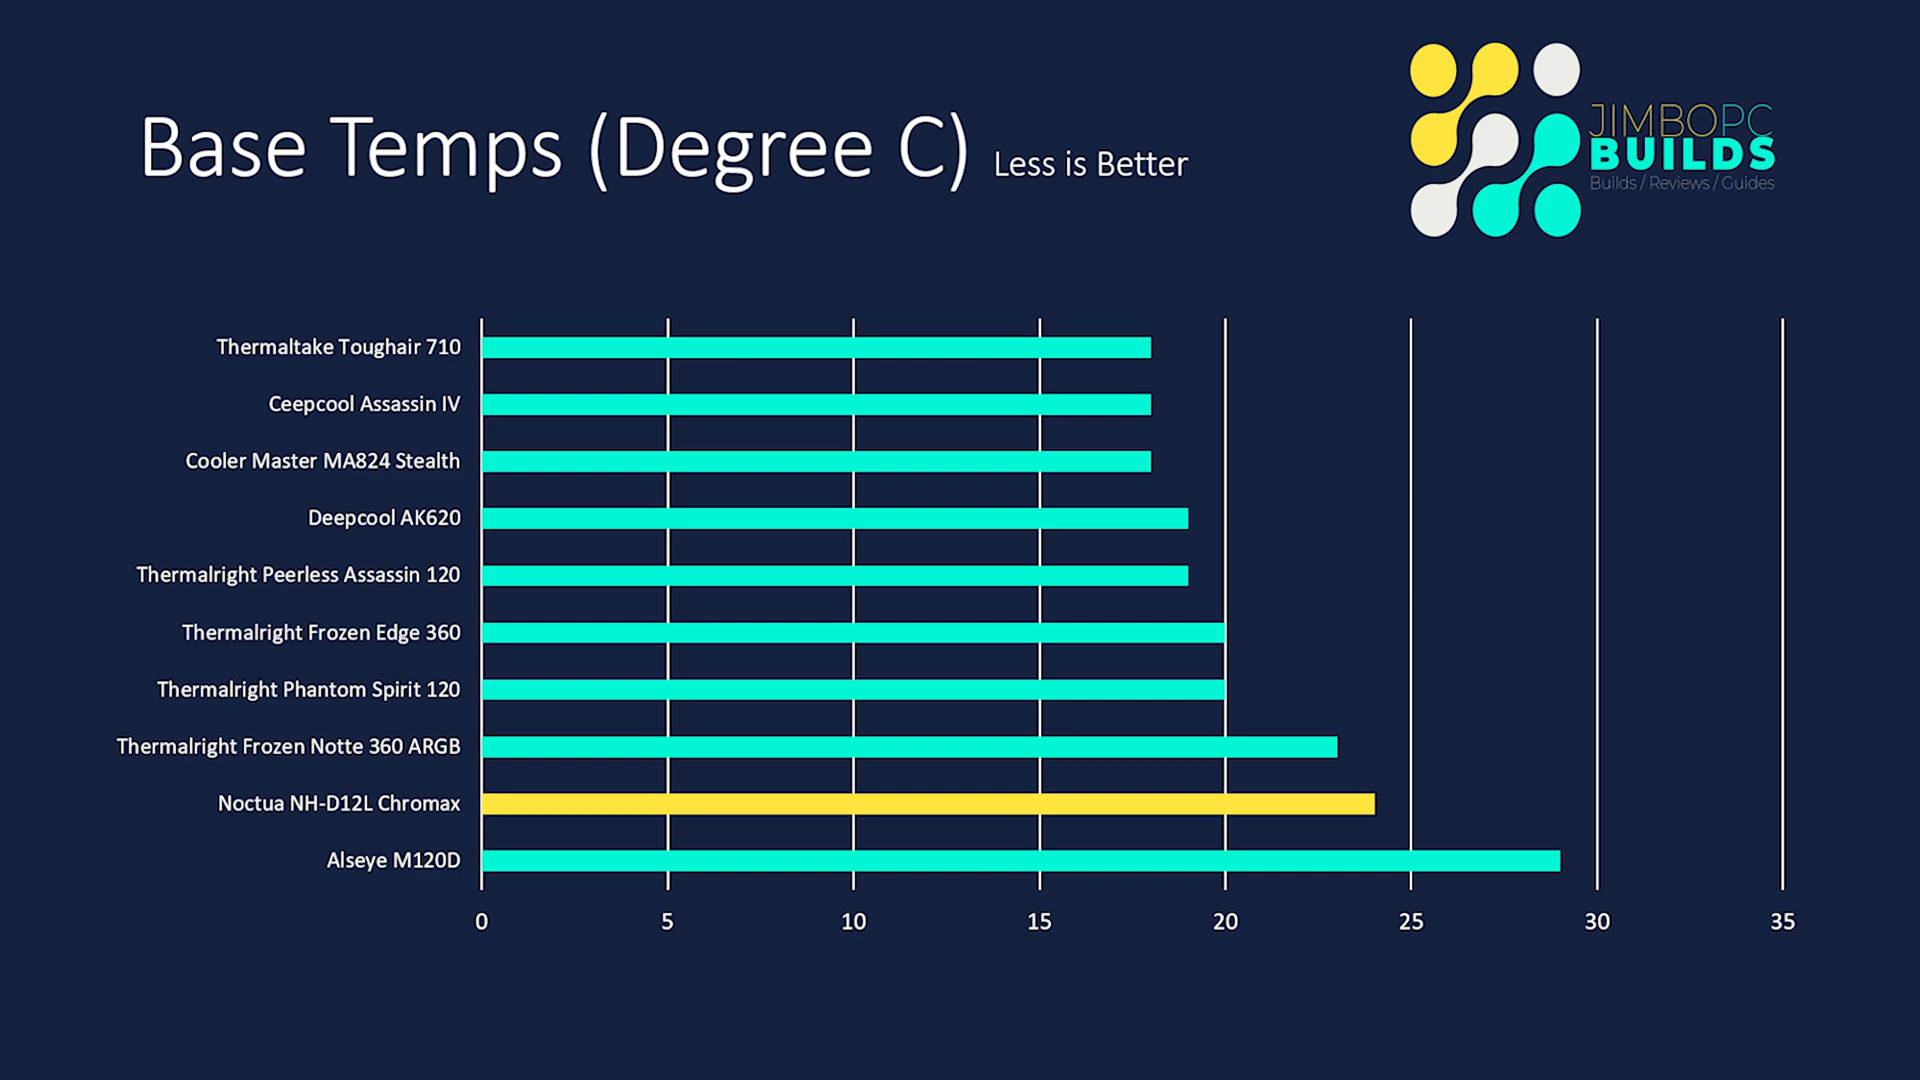 Base Temps (Degree C) Less is Better
JIMBOPC
BUILDS
Builds / Reviews / Guides
Thermaltake Toughair 710
Ceepcool Assassin IV
Cooler Master MA824 Stealth
Deepcool AK620
Thermalright Peerless Assassin 120
Thermalright Frozen Edge 360
Thermalright Phantom Spirit 120
Thermalright Frozen Notte 360 ARGB
Noctua NH-D12L Chromax
Alseye M120D
0 5 10 15 20 25 30 35